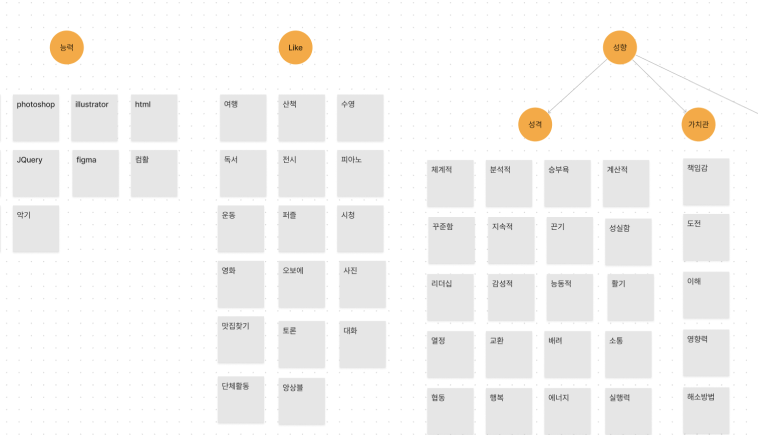 능력
photoshop
illustrator
html
JQuery
figma
컴활
악기
Like
여행
산책
수영
독서
전시
피아노
운동
퍼즐
시청
영화
오보에
사진
맛집찾기
토론
대화
단체활동
앙상블
성향
성격
가치관
체계적
분석적
승부욕
계산적
꾸준함
지속적
끈기
성실함
리더십
감성적
능동적
활기
열정
교환
배려
소통
협동
행복
에너지
실행력
책임감
도전
이해
영향력
해소방법